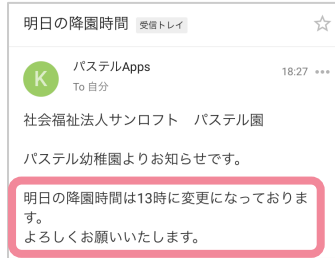 明日の降園時間 受信トレイ
K
パステルApps
To 自分
18:27
社会福祉法人サンロフト　パステル園
パステル幼稚園よりお知らせです。
明日の降園時間は13時に変更になっておりま
す。
よろしくお願いいたします。